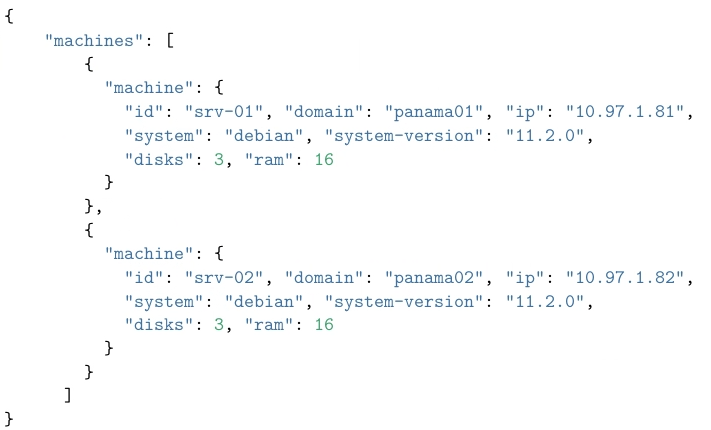 {
    "machines": [
        {
          "machine": {
            "id": "srv-01", "domain": "panama01", "ip": "10.97.1.81",
            "system": "debian", "system-version": "11.2.0",
            "disks": 3, "ram": 16
          }
        },
        {
          "machine": {
            "id": "srv-02", "domain": "panama02", "ip": "10.97.1.82",
            "system": "debian", "system-version": "11.2.0",
            "disks": 3, "ram": 16
          }
        }
      ]
}